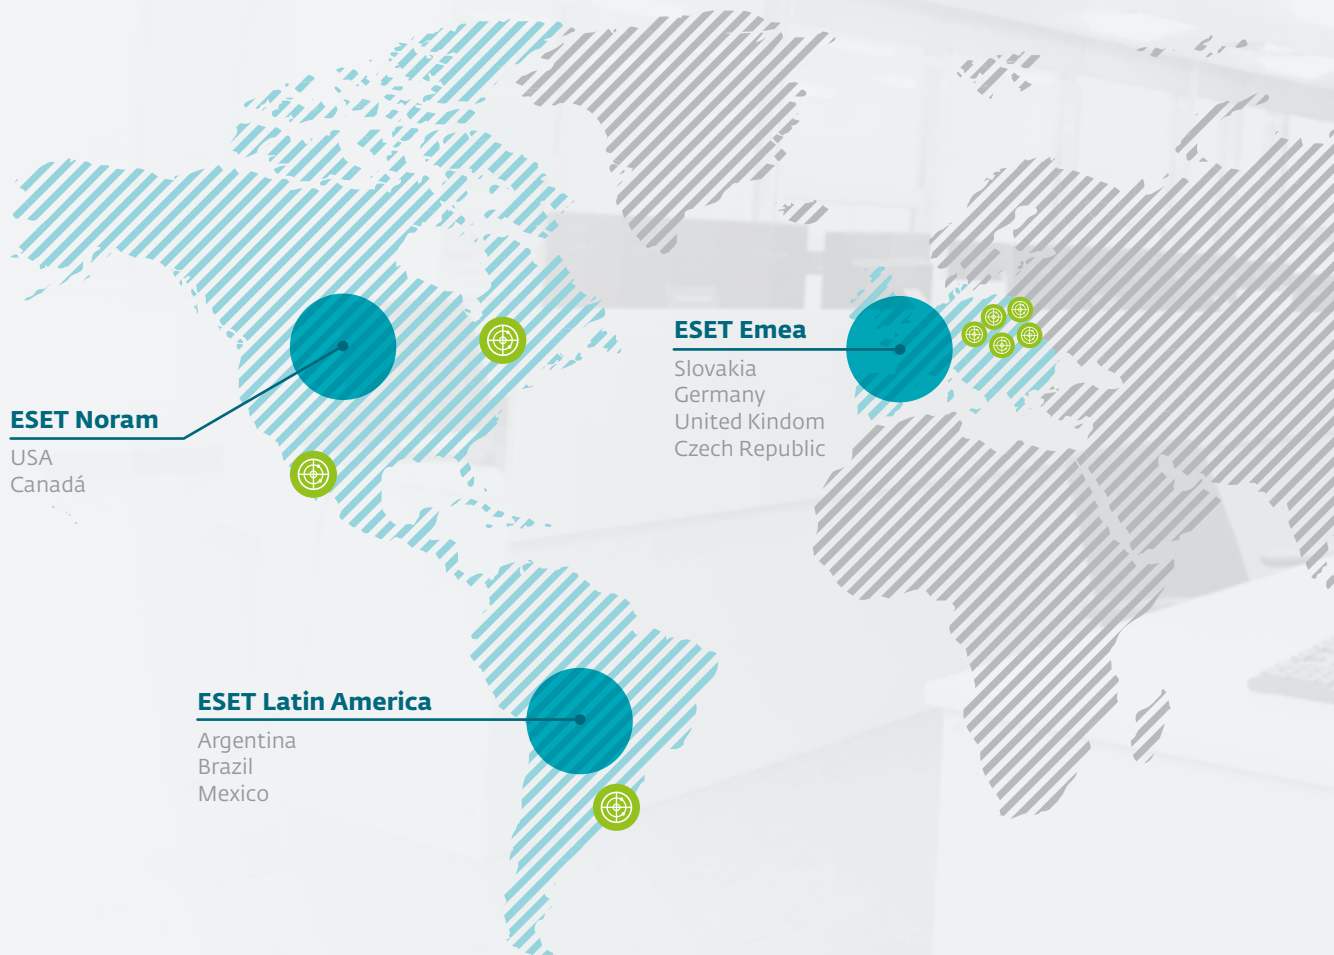 ESET Emea
Slovakia
Germany
United Kindom
Czech Republic
ESET Noram
USA
Canadá
ESET Latin America
Argentina
Brazil
Mexico